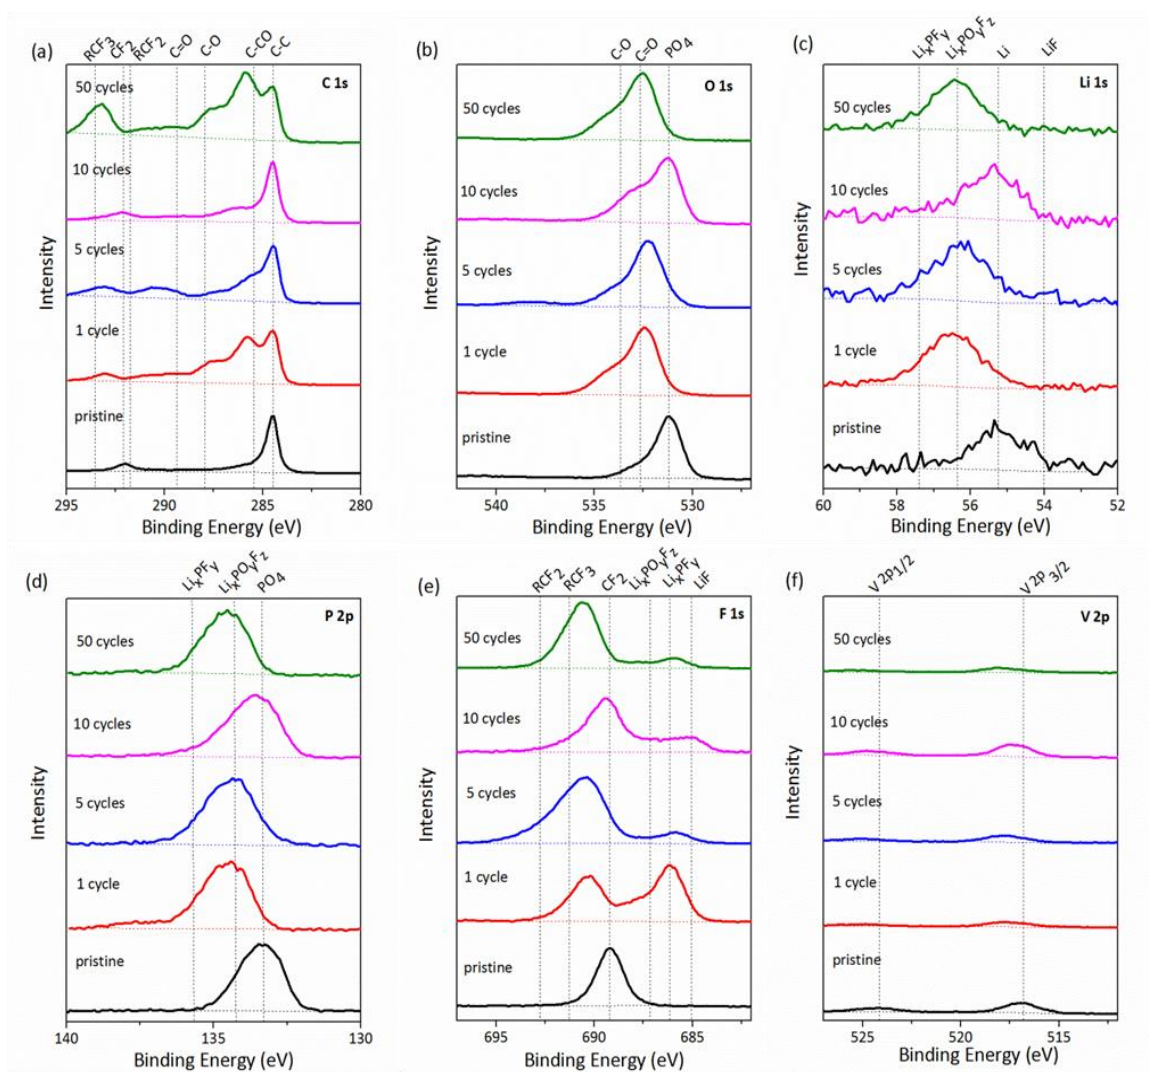 (a)
RCF3 CF2 RCF2 C=O C-O C-CO C-C
C 1s
50 cycles
10 cycles
5 cycles
1 cycle
pristine
Intensity
295 290 285 280
Binding Energy (eV)
(b)
C-O C=O PO4
O 1s
50 cycles
10 cycles
5 cycles
1 cycle
pristine
Intensity
540 535 530
Binding Energy (eV)
(c)
LixPFy LixPOyFz Li LiF
Li 1s
50 cycles
10 cycles
5 cycles
1 cycle
pristine
Intensity
60 58 56 54 52
Binding Energy (eV)
(d)
LixPFy LixPOyFz PO4
P 2p
50 cycles
10 cycles
5 cycles
1 cycle
pristine
Intensity
140 135 130
Binding Energy (eV)
(e)
RCF2 RCF3 CF2 LixPOyFz LixPFy LiF
F 1s
50 cycles
10 cycles
5 cycles
1 cycle
pristine
Intensity
695 690 685
Binding Energy (eV)
(f)
V 2P1/2 V 2P 3/2
V 2p
50 cycles
10 cycles
5 cycles
1 cycle
pristine
Intensity
525 520 515
Binding Energy (eV)